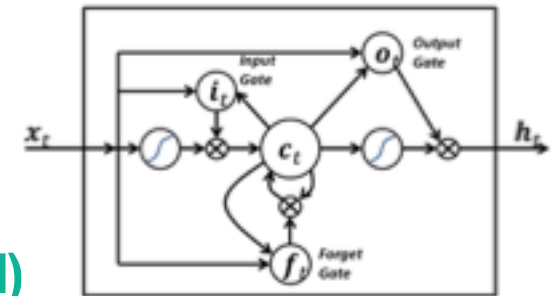 Output
Gate
o_t
Input
Gate
i_t
x_t
c_t
h_t
f_t
Forget
Gate
d)